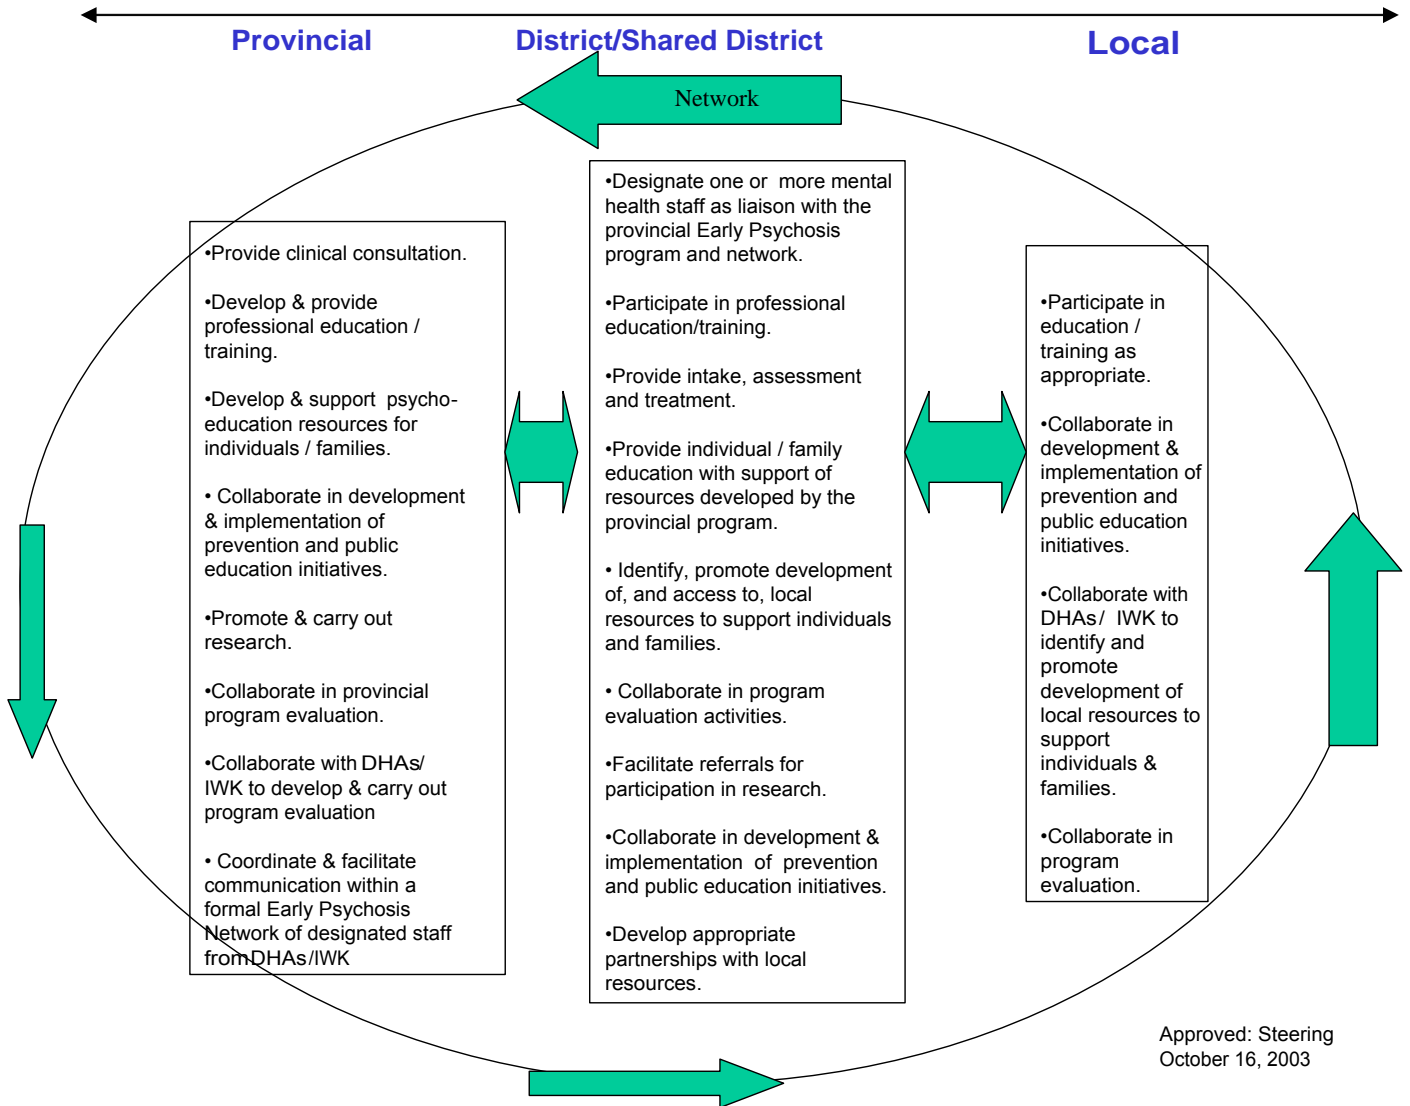 Provincial
District/Shared District
Local
Network
•Provide clinical consultation.
•Develop & provide
professional education /
training.
•Develop & support psycho-
education resources for
individuals / families.
• Collaborate in development
& implementation of
prevention and public
education initiatives.
•Promote & carry out
research.
•Collaborate in provincial
program evaluation.
•Collaborate with DHAs/
IWK to develop & carry out
program evaluation
• Coordinate & facilitate
communication within a
formal Early Psychosis
Network of designated staff
from DHAs/IWK
•Designate one or more mental
health staff as liaison with the
provincial Early Psychosis
program and network.
•Participate in professional
education/training.
•Provide intake, assessment
and treatment.
•Provide individual / family
education with support of
resources developed by the
provincial program.
• Identify, promote development
of, and access to, local
resources to support individuals
and families.
• Collaborate in program
evaluation activities.
•Facilitate referrals for
participation in research.
•Collaborate in development &
implementation of prevention
and public education initiatives.
•Develop appropriate
partnerships with local
resources.
•Participate in
education /
training as
appropriate.
•Collaborate in
development &
implementation of
prevention and
public education
initiatives.
•Collaborate with
DHAs/ IWK to
identify and
promote
development of
local resources to
support
individuals &
families.
•Collaborate in
program
evaluation.
Approved: Steering
October 16, 2003